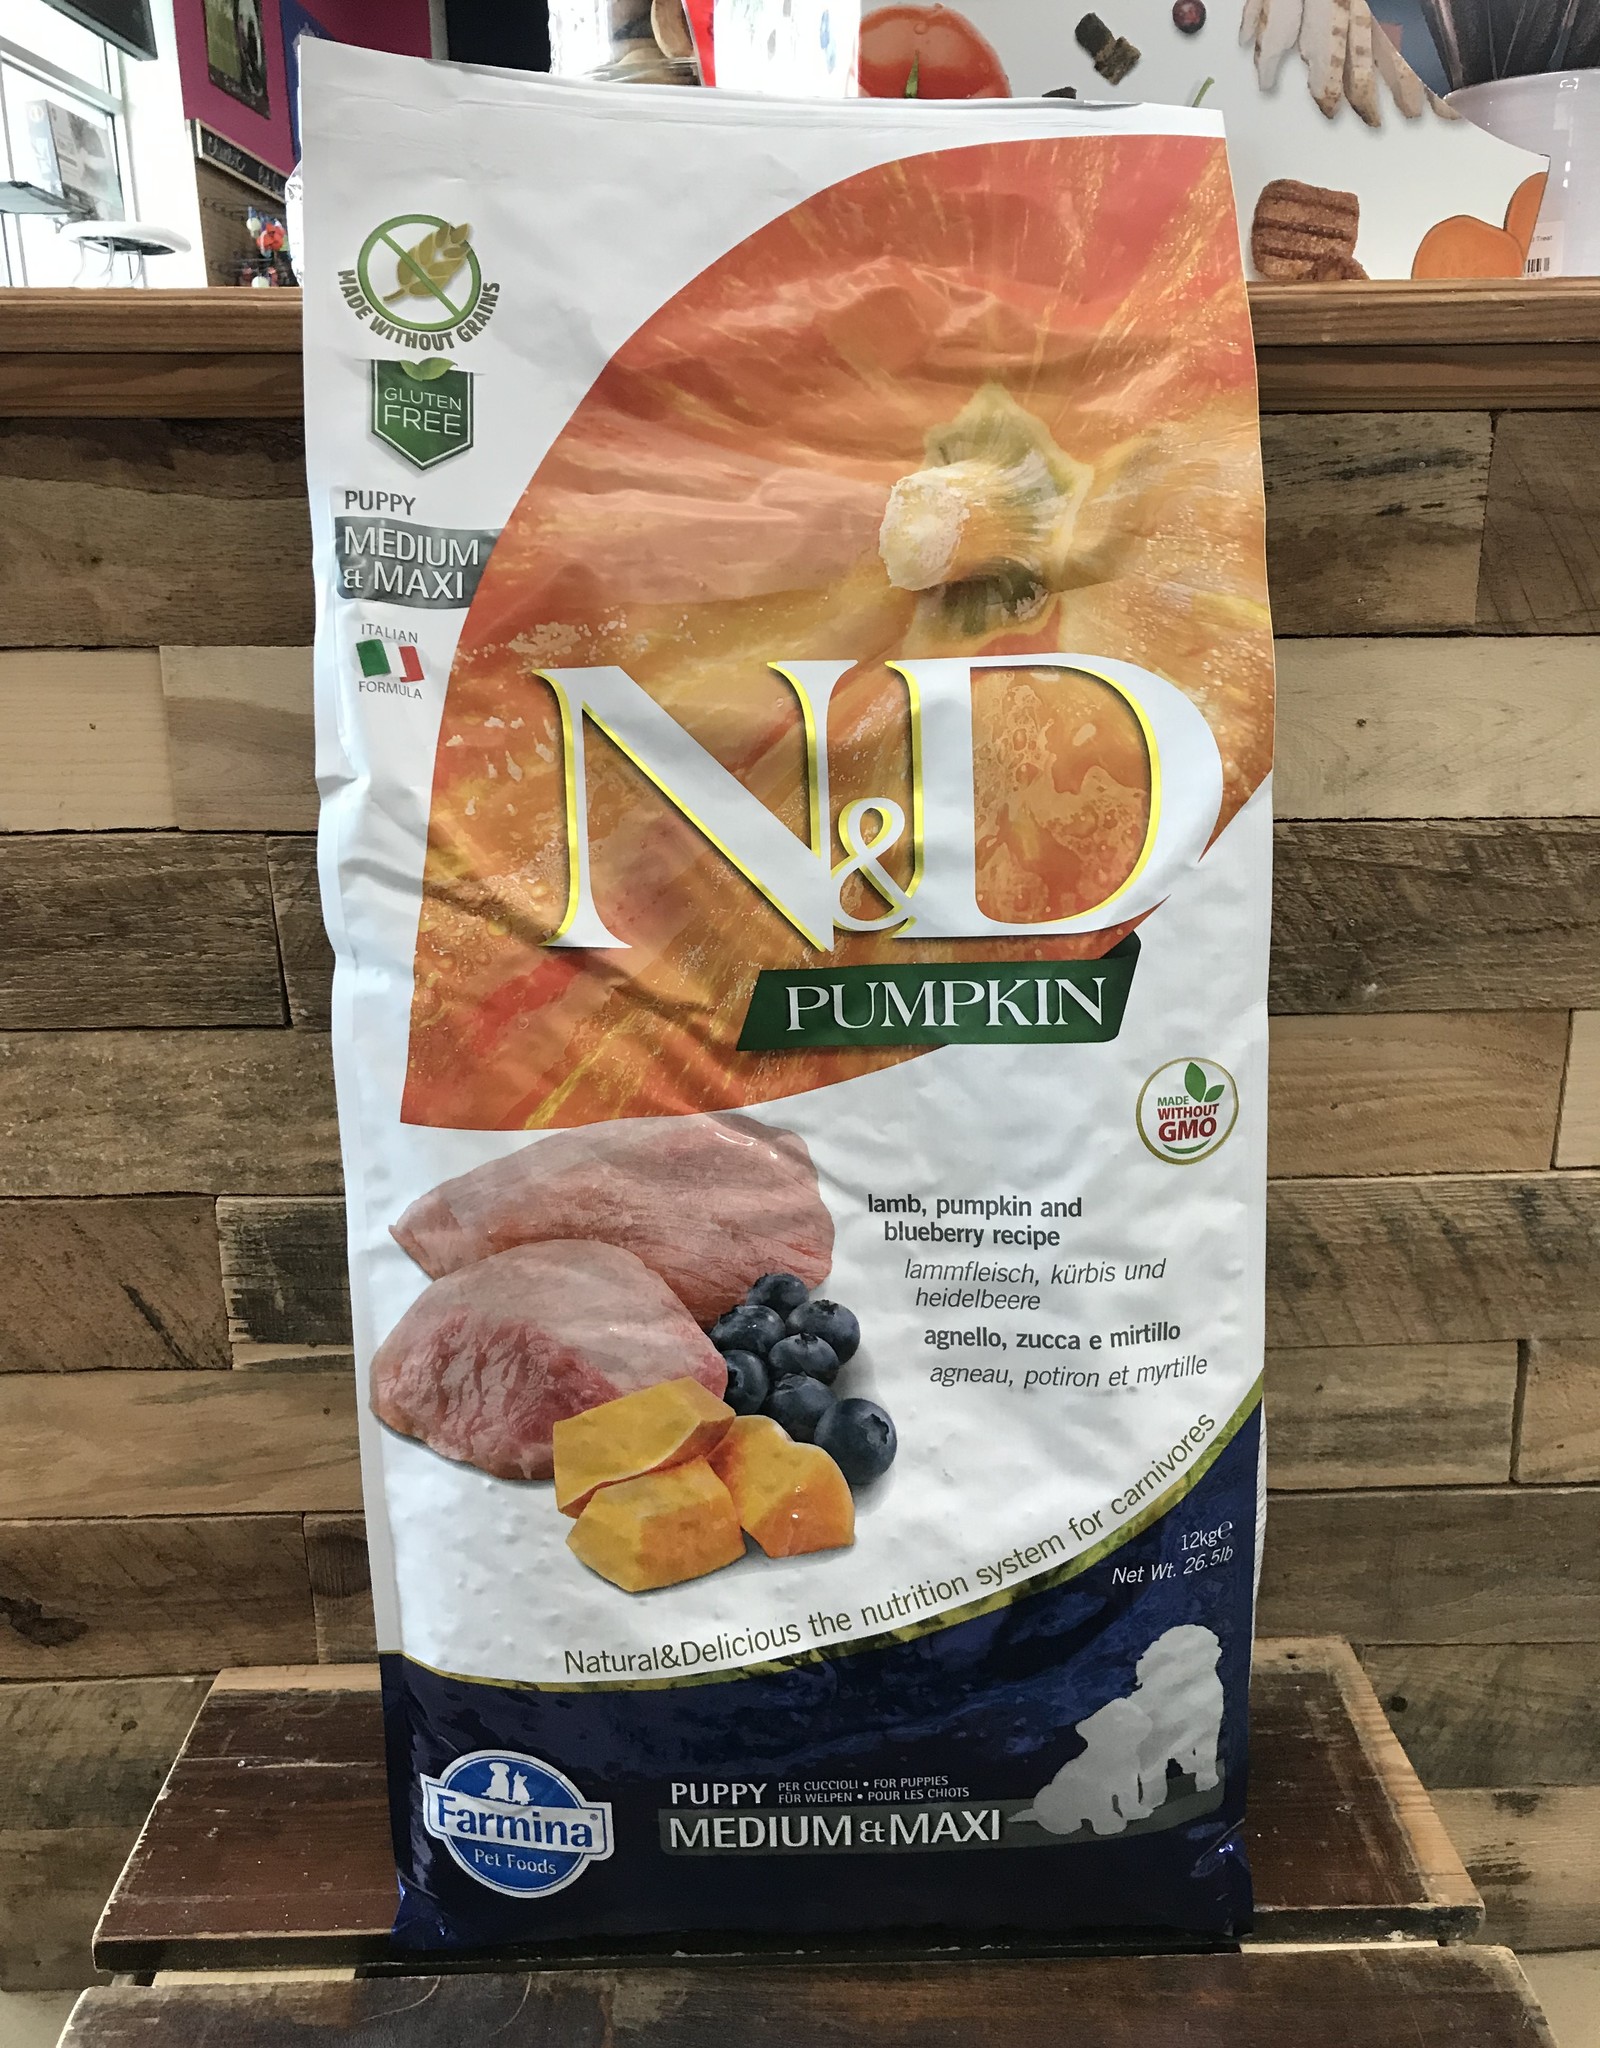 MADE WITHOUT GRAINS
GLUTEN
FREE
PUPPY
MEDIUM
& MAXI
ITALIAN
FORMULA
N&D
PUMPKIN
MADE
WITHOUT
GMO
lamb, pumpkin and
blueberry recipe
lammfleisch, kürbis und
heidelbeere
agnello, zucca e mirtillo
agneau, potiron et myrtille
Natural&Delicious the nutrition system for carnivores
12kg℮
Net Wt. 26.5lb
Farmina®
Pet Foods
PUPPY
PER CUCCIOLI • FOR PUPPIES
FÜR WELPEN • POUR LES CHIOTS
MEDIUM & MAXI